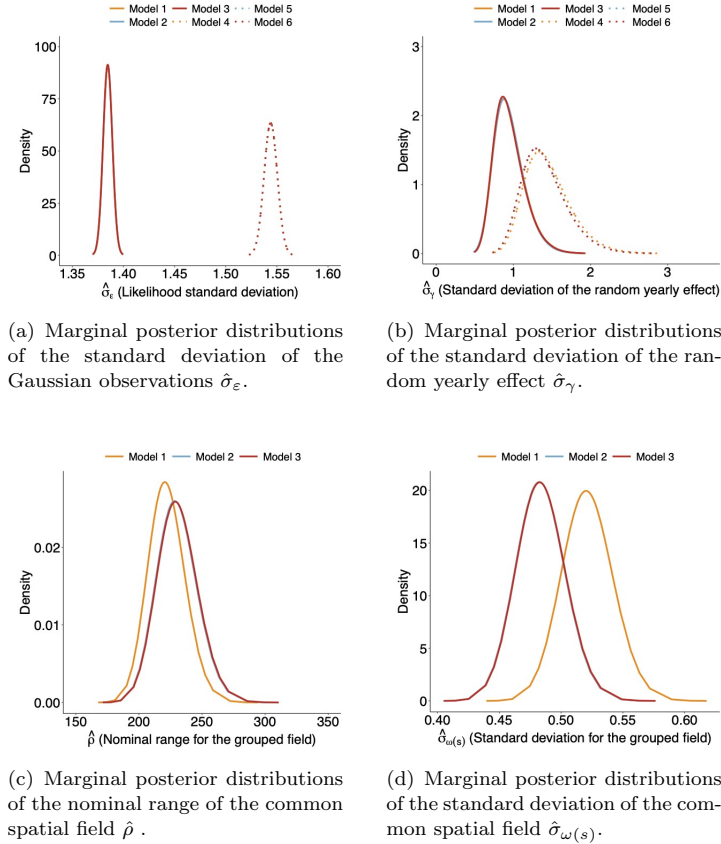 Model 1 Model 3 Model 5
Model 2 Model 4 Model 6
Density
100
75
50
25
0
1.35 1.40 1.45 1.50 1.55 1.60
σ̂ε (Likelihood standard deviation)
(a) Marginal posterior distributions
of the standard deviation of the
Gaussian observations σ̂ε.
Model 1 Model 3 Model 5
Model 2 Model 4 Model 6
Density
3
2
1
0
0 1 2 3
σ̂γ (Standard deviation of the random yearly effect)
(b) Marginal posterior distributions
of the standard deviation of the ran-
dom yearly effect σ̂γ.
Model 1 Model 2 Model 3
Density
0.02
0.01
0.00
150 200 250 300 350
ρ̂ (Nominal range for the grouped field)
(c) Marginal posterior distributions
of the nominal range of the common
spatial field ρ̂ .
Model 1 Model 2 Model 3
Density
20
15
10
5
0
0.40 0.45 0.50 0.55 0.60
σ̂ω(s) (Standard deviation for the grouped field)
(d) Marginal posterior distributions
of the standard deviation of the com-
mon spatial field σ̂ω(s).